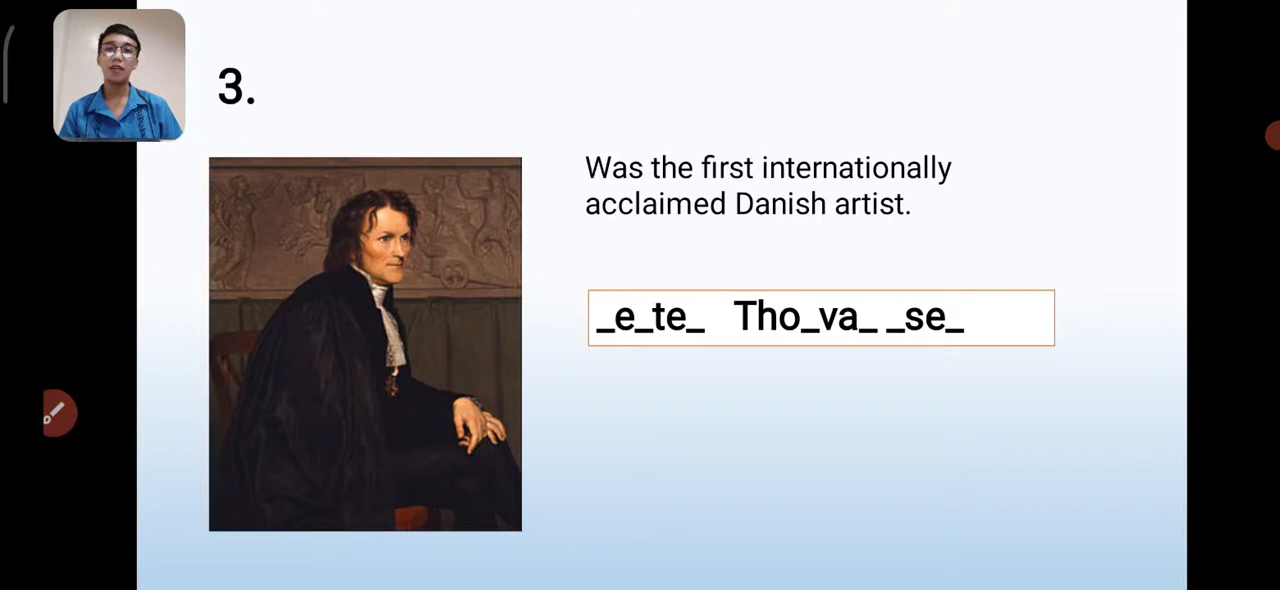 3.
Was the first internationally
acclaimed Danish artist.
_e_te_ Tho_va_ _se_